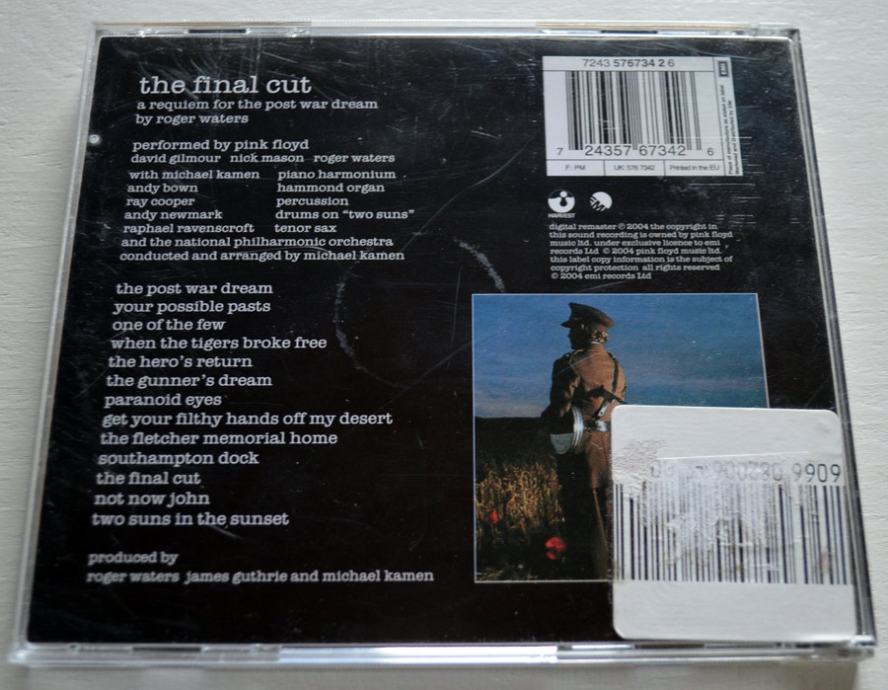 the final cut
a requiem for the post war dream
by roger waters
performed by pink floyd
david gilmour nick mason roger waters
with michael kamen piano harmonium
andy bown hammond organ
ray cooper percussion
andy newmark drums on “two suns”
raphael ravenscroft tenor sax
and the national philharmonic orchestra
conducted and arranged by michael kamen
the post war dream
your possible pasts
one of the few
when the tigers broke free
the hero's return
the gunner's dream
paranoid eyes
get your filthy hands off my desert
the fletcher memorial home
southampton dock
the final cut
not now john
two suns in the sunset
produced by
roger waters james guthrie and michael kamen
7243 576734 2 6
7 24357 67342 6
F: PM UK: 576 7342 Printed in the EU
EMI
HARVEST
EMI
digital remaster ℗ 2004 the copyright in
this sound recording is owned by pink floyd
music ltd. under exclusive licence to emi
records Ltd © 2004 pink floyd music ltd.
this label copy information is the subject of
copyright protection all rights reserved
© 2004 emi records Ltd
9909